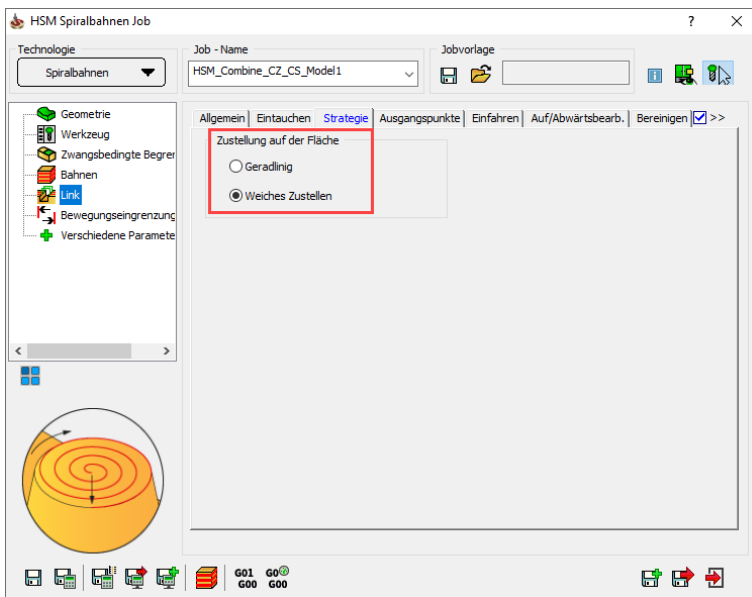 HSM Spiralbahnen Job
?
Technologie
Spiralbahnen
Job - Name
HSM_Combine_CZ_CS_Model1
Jobvorlage
Geometrie
Werkzeug
Zwangsbedingte Begrer
Bahnen
Link
Bewegungseingrenzung
Verschiedene Paramete
Allgemein Eintauchen Strategie Ausgangspunkte Einfahren Auf/Abwärtsbearb. Bereinigen >>
Zustellung auf der Fläche
Geradlinig
Weiches Zustellen
G01 G0
G00 G00